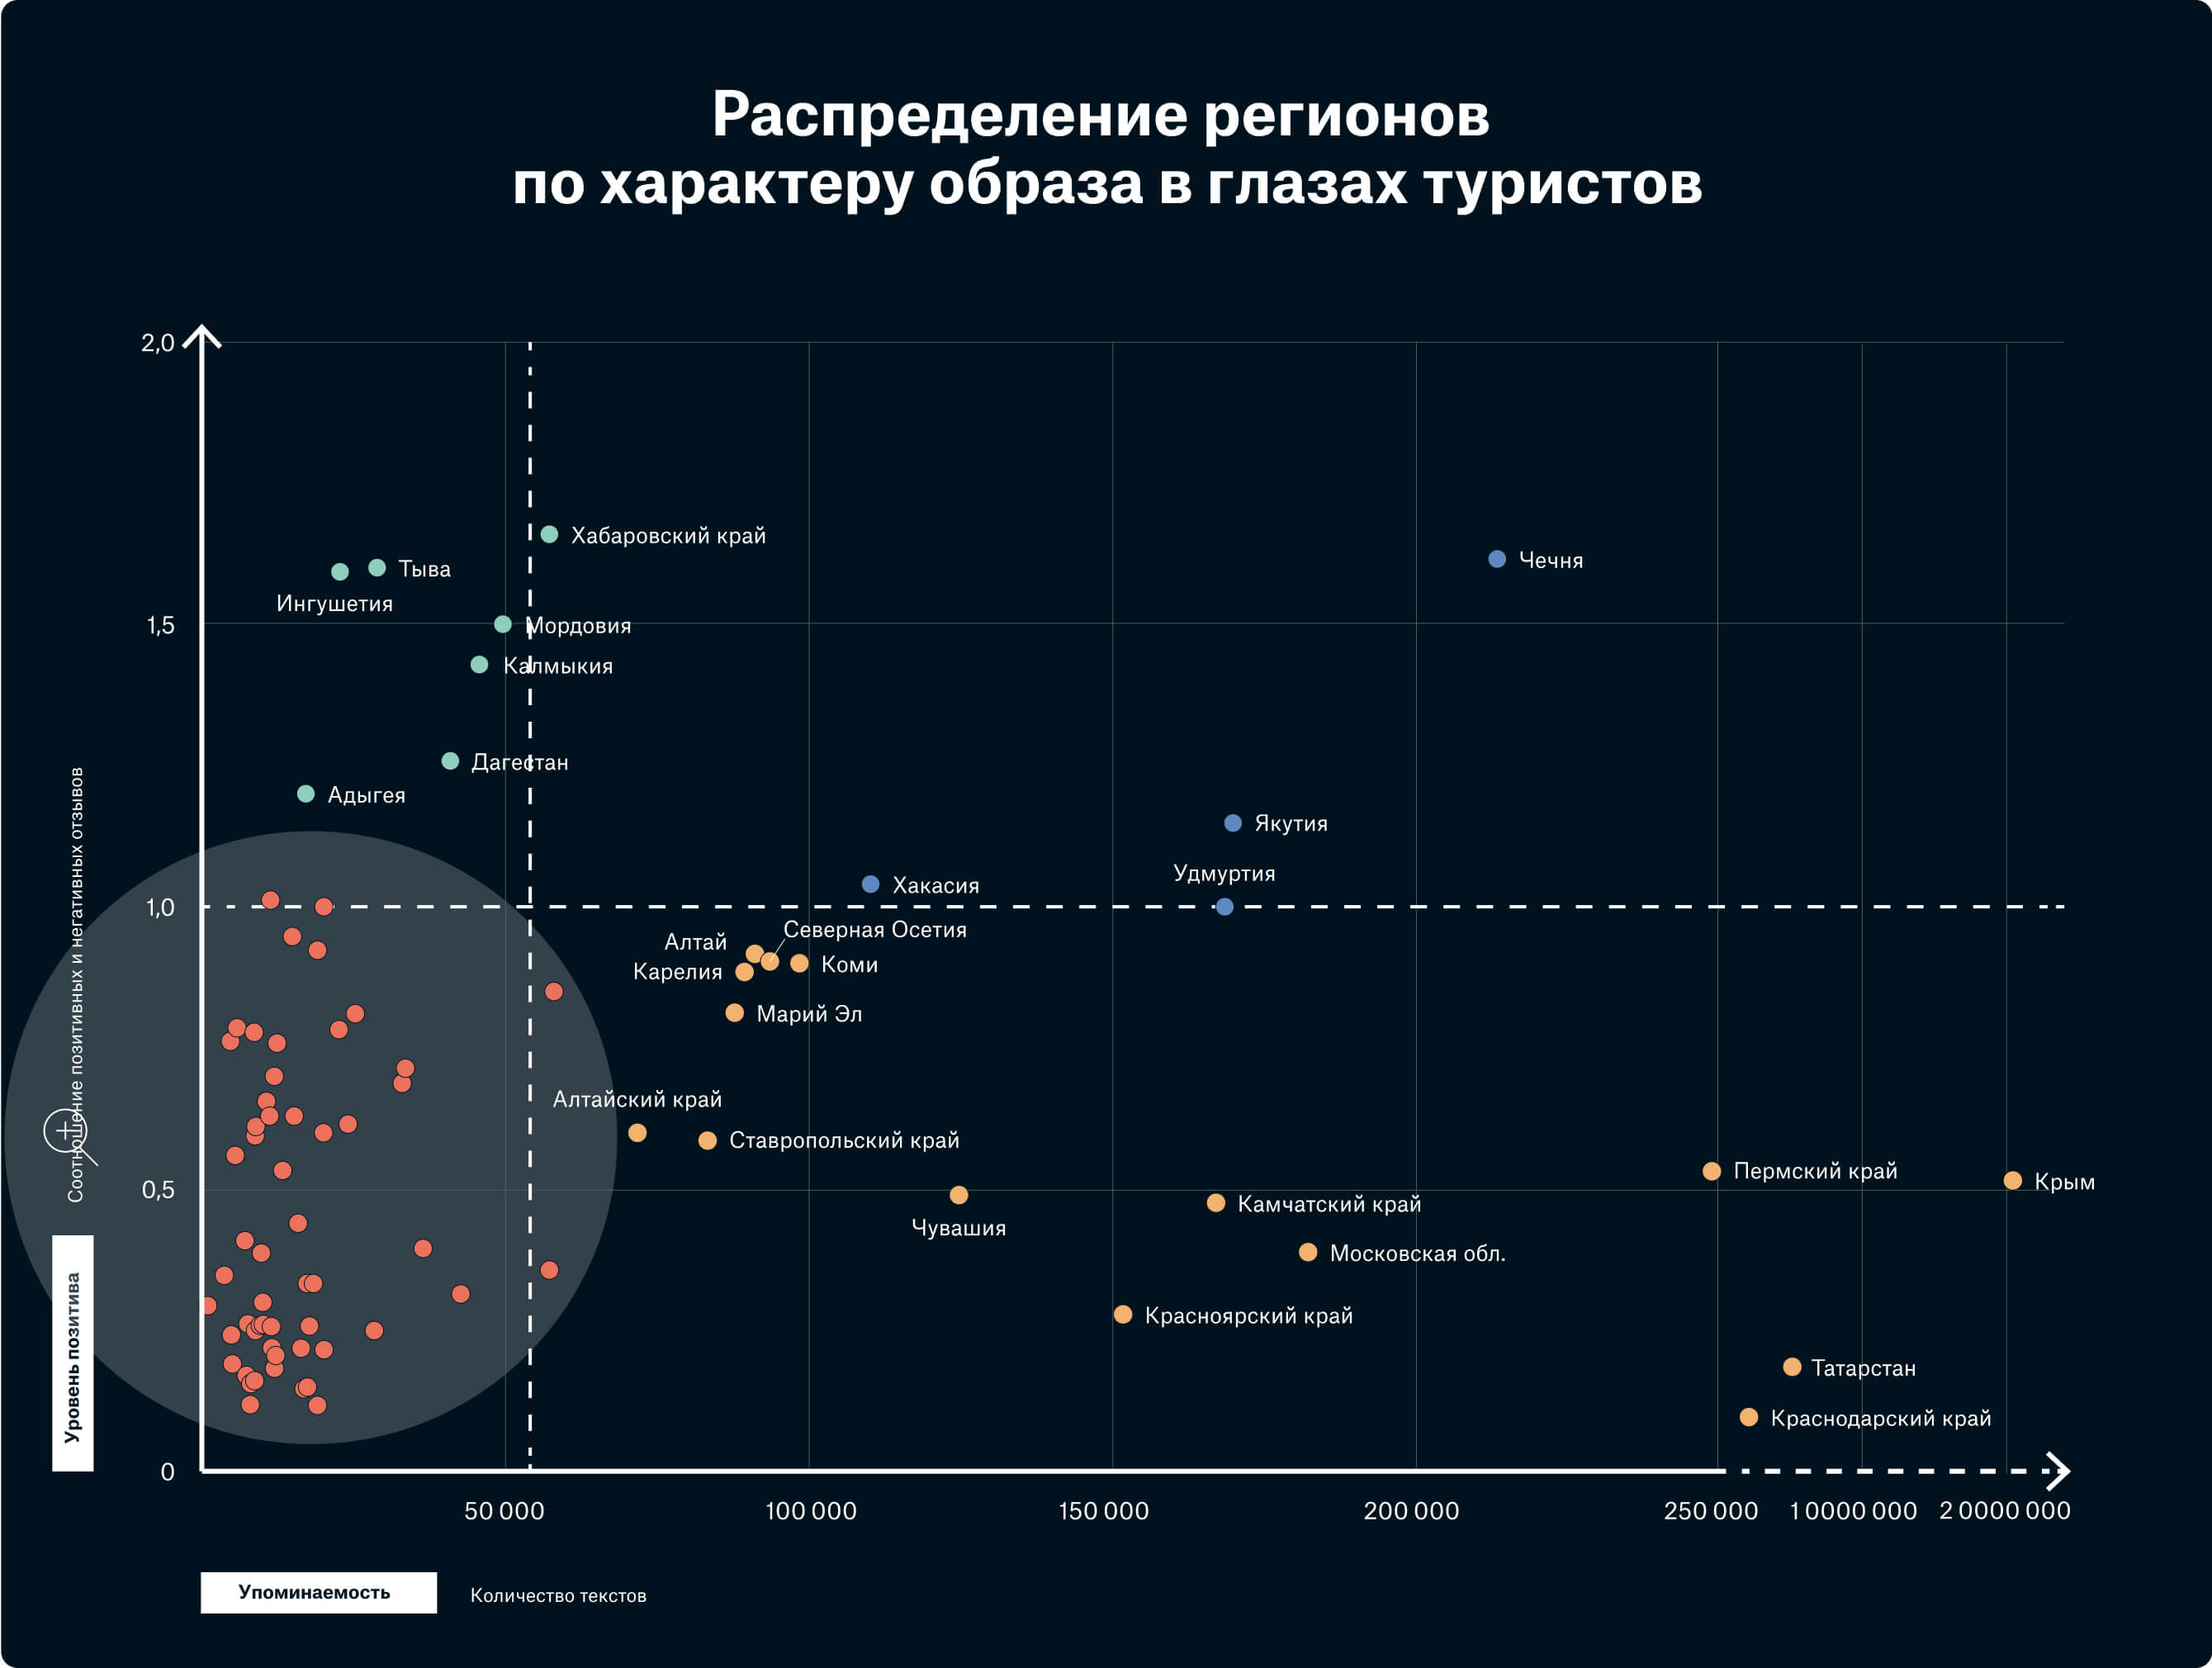 Распределение регионов
по характеру образа в глазах туристов
2,0
1,5
1,0
0,5
0
Соотношение позитивных и негативных отзывов
Уровень позитива
Хабаровский край
Чечня
Тыва
Ингушетия
Мордовия
Калмыкия
Дагестан
Адыгея
Якутия
Удмуртия
Хакасия
Северная Осетия
Алтай
Карелия
Коми
Марий Эл
Алтайский край
Ставропольский край
Пермский край
Крым
Камчатский край
Чувашия
Московская обл.
Красноярский край
Татарстан
Краснодарский край
50 000
100 000
150 000
200 000
250 000
1 0000 000
2 0000 000
Упоминаемость
Количество текстов